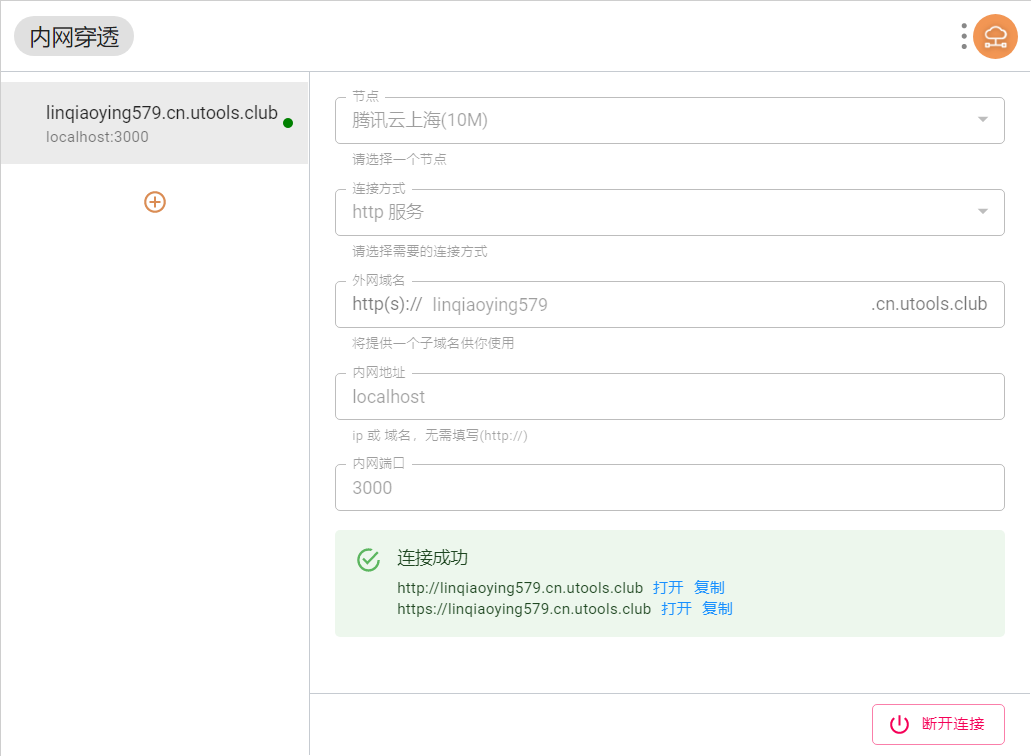 内网穿透
linqiaoying579.cn.utools.club
localhost:3000
节点
腾讯云上海(10M)
请选择一个节点
连接方式
http 服务
请选择需要的连接方式
外网域名
http(s):// linqiaoying579 .cn.utools.club
将提供一个子域名供你使用
内网地址
localhost
ip 或 域名，无需填写(http://)
内网端口
3000
连接成功
http://linqiaoying579.cn.utools.club 打开 复制
https://linqiaoying579.cn.utools.club 打开 复制
断开连接